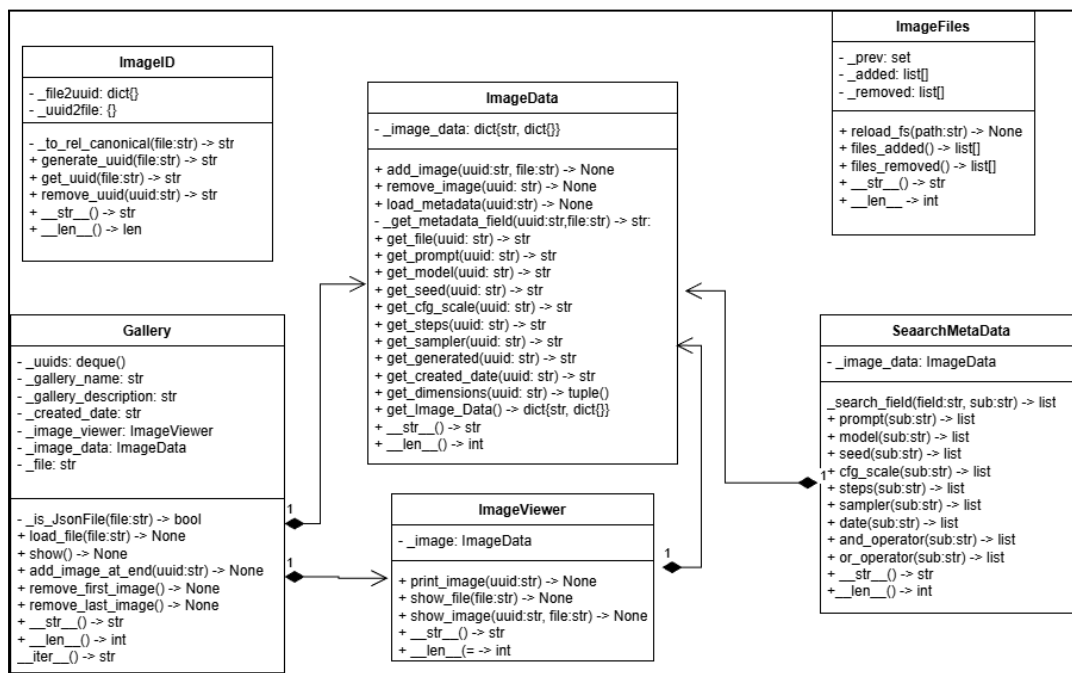 ImageID
- _file2uuid: dict{}
- _uuid2file: {}
- _to_rel_canonical(file:str) -> str
+ generate_uuid(file:str) -> str
+ get_uuid(file:str) -> str
+ remove_uuid(uuid:str) -> str
+ __str__() -> str
+ __len__() -> len
ImageData
- _image_data: dict{str, dict{}}
+ add_image(uuid:str, file:str) -> None
+ remove_image(uuid: str) -> None
+ load_metadata(uuid:str) -> None
- _get_metadata_field(uuid:str,file:str) -> str:
+ get_file(uuid: str) -> str
+ get_prompt(uuid: str) -> str
+ get_model(uuid: str) -> str
+ get_seed(uuid: str) -> str
+ get_cfg_scale(uuid: str) -> str
+ get_steps(uuid: str) -> str
+ get_sampler(uuid: str) -> str
+ get_generated(uuid: str) -> str
+ get_created_date(uuid: str) -> str
+ get_dimensions(uuid: str) -> tuple()
+ get_Image_Data() -> dict{str, dict{}}
+ __str__() -> str
+ __len__() -> int
ImageFiles
- _prev: set
- _added: list[]
- _removed: list[]
+ reload_fs(path:str) -> None
+ files_added() -> list[]
+ files_removed() -> list[]
+ __str__() -> str
+ __len__ -> int
Gallery
- _uuids: deque()
- _gallery_name: str
- _gallery_description: str
- _created_date: str
- _image_viewer: ImageViewer
- _image_data: ImageData
- _file: str
- _is_JsonFile(file:str) -> bool
+ load_file(file:str) -> None
+ show() -> None
+ add_image_at_end(uuid:str) -> None
+ remove_first_image() -> None
+ remove_last_image() -> None
+ __str__() -> str
+ __len__() -> int
__iter__() -> str
1
1
ImageViewer
- _image: ImageData
+ print_image(uuid:str) -> None
+ show_file(file:str) -> None
+ show_image(uuid:str, file:str) -> None
+ __str__() -> str
+ __len__(= -> int
1
SeaarchMetaData
- _image_data: ImageData
_search_field(field:str, sub:str) -> list
+ prompt(sub:str) -> list
+ model(sub:str) -> list
+ seed(sub:str) -> list
+ cfg_scale(sub:str) -> list
+ steps(sub:str) -> list
+ sampler(sub:str) -> list
+ date(sub:str) -> list
+ and_operator(sub:str) -> list
+ or_operator(sub:str) -> list
+ __str__() -> str
+__len__() -> int
1